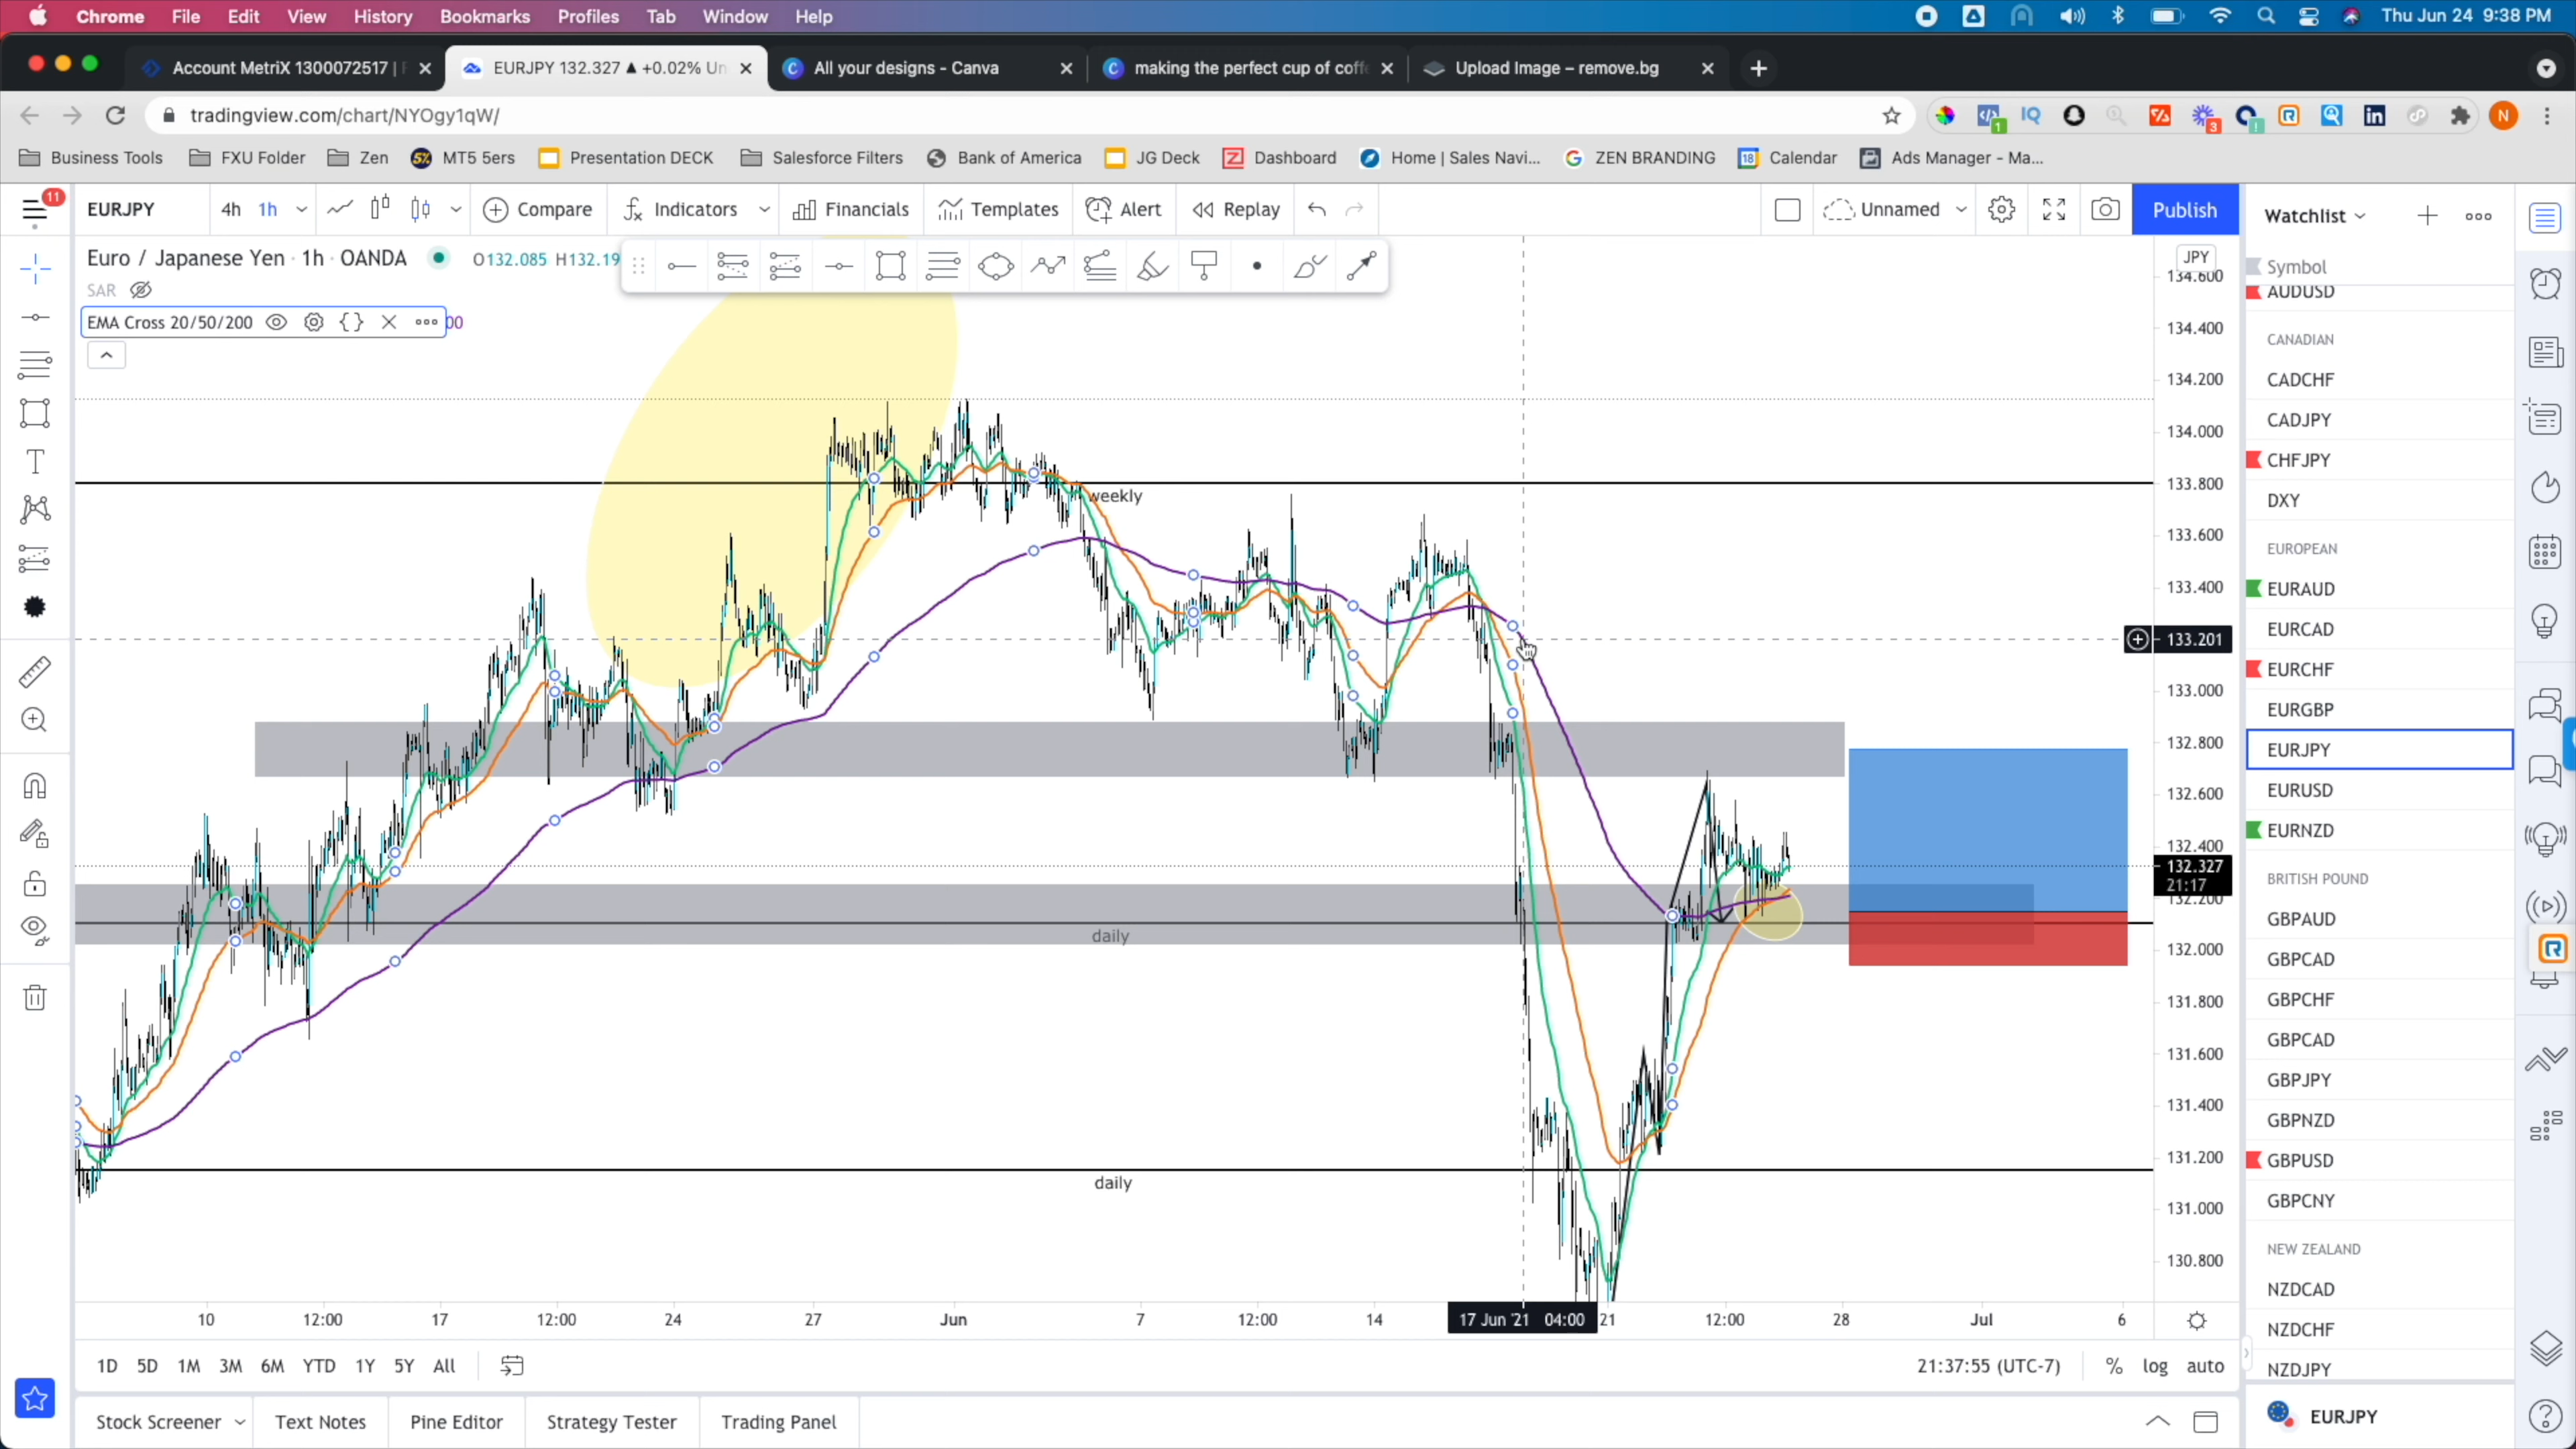 Chrome File Edit View History Bookmarks Profiles Tab Window Help Thu Jun 24 9:38 PM
Account MetriX 1300072517 | EURJPY 132.327 ▲ +0.02% Un All your designs - Canva making the perfect cup of coffe Upload Image – remove.bg
tradingview.com/chart/NYOgy1qW/
Business Tools FXU Folder Zen MT5 5ers Presentation DECK Salesforce Filters Bank of America JG Deck Dashboard Home | Sales Navi... ZEN BRANDING Calendar Ads Manager - Ma...
11
EURJPY 4h 1h Compare Indicators Financials Templates Alert Replay Unnamed Publish
Euro / Japanese Yen · 1h · OANDA O132.085 H132.19
SAR
EMA Cross 20/50/200 00
weekly
daily
daily
JPY
134.600
134.400
134.200
134.000
133.800
133.600
133.400
133.201
133.000
132.800
132.600
132.400
132.327
21:17
132.200
132.000
131.800
131.600
131.400
131.200
131.000
130.800
10 12:00 17 12:00 24 27 Jun 7 12:00 14 17 Jun '21 04:00 21 12:00 28 Jul 6
1D 5D 1M 3M 6M YTD 1Y 5Y All 21:37:55 (UTC-7) % log auto
Stock Screener Text Notes Pine Editor Strategy Tester Trading Panel
Watchlist
Symbol
AUDUSD
CANADIAN
CADCHF
CADJPY
CHFJPY
DXY
EUROPEAN
EURAUD
EURCAD
EURCHF
EURGBP
EURJPY
EURUSD
EURNZD
BRITISH POUND
GBPAUD
GBPCAD
GBPCHF
GBPCAD
GBPJPY
GBPNZD
GBPUSD
GBPCNY
NEW ZEALAND
NZDCAD
NZDCHF
NZDJPY
EURJPY